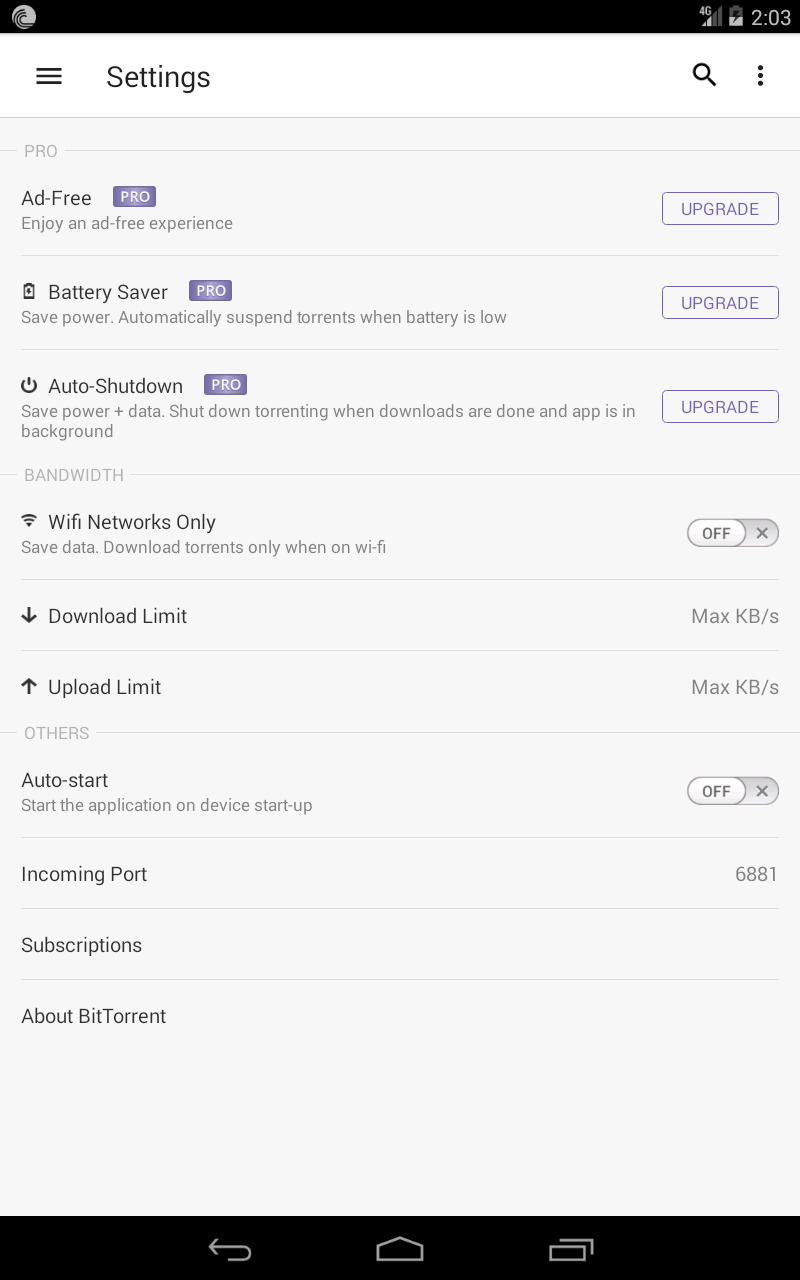 4G 2:03
Settings
PRO
Ad-Free PRO
Enjoy an ad-free experience
UPGRADE
Battery Saver PRO
Save power. Automatically suspend torrents when battery is low
UPGRADE
Auto-Shutdown PRO
Save power + data. Shut down torrenting when downloads are done and app is in
background
UPGRADE
BANDWIDTH
Wifi Networks Only
Save data. Download torrents only when on wi-fi
OFF
Download Limit Max KB/s
Upload Limit Max KB/s
OTHERS
Auto-start
Start the application on device start-up
OFF
Incoming Port 6881
Subscriptions
About BitTorrent